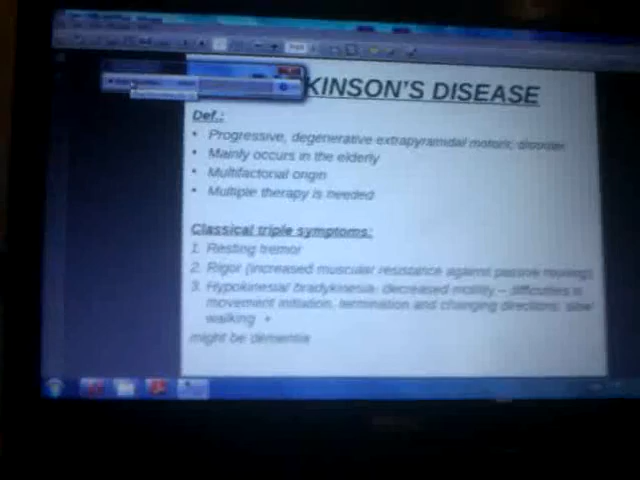 KINSON'S DISEASE
Def.:
• Progressive, degenerative extrapyramidal motoric disorder
• Mainly occurs in the elderly
• Multifactorial origin
• Multiple therapy is needed
Classical triple symptoms:
1. Resting tremor
2. Rigor (increased muscular resistance against passive moving)
3. Hypokinesia/ bradykinesia: decreased motility – difficulties in
movement initiation, termination and changing directions, slow
walking +
might be dementia